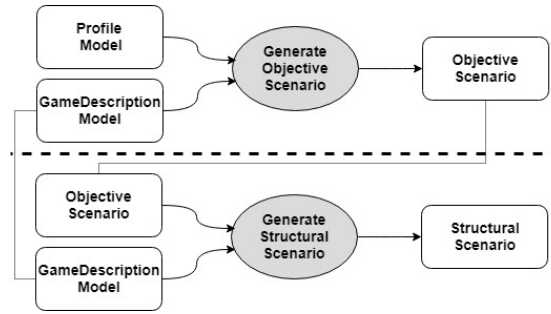 Profile
Model
Generate
Objective
Scenario
Objective
Scenario
GameDescription
Model
Objective
Scenario
Generate
Structural
Scenario
Structural
Scenario
GameDescription
Model